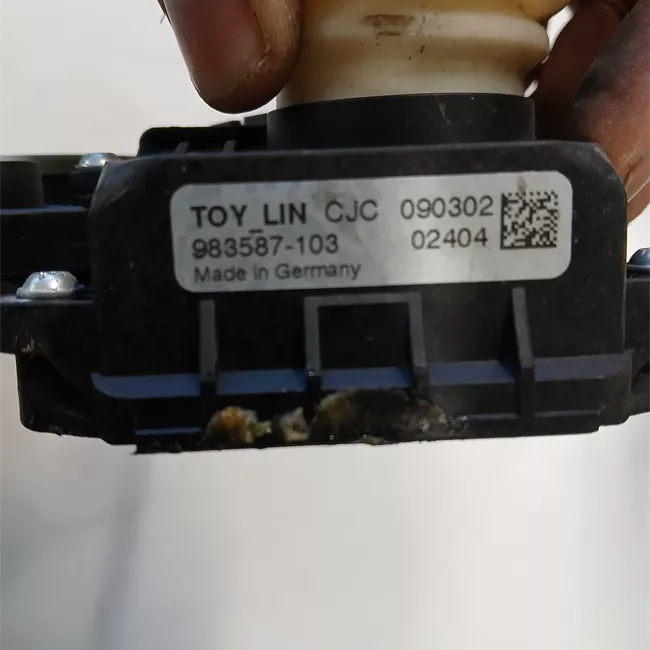 TOY_LIN CJC 090302
983587-103 02404
Made in Germany